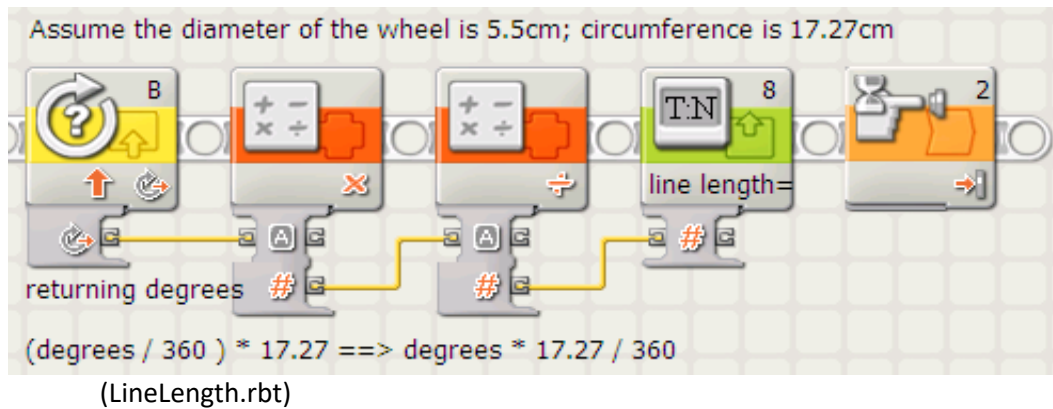 Assume the diameter of the wheel is 5.5cm; circumference is 17.27cm
B
T:N 8
2
line length=
A A #
returning degrees # #
(degrees / 360 ) * 17.27 ==> degrees * 17.27 / 360
(LineLength.rbt)